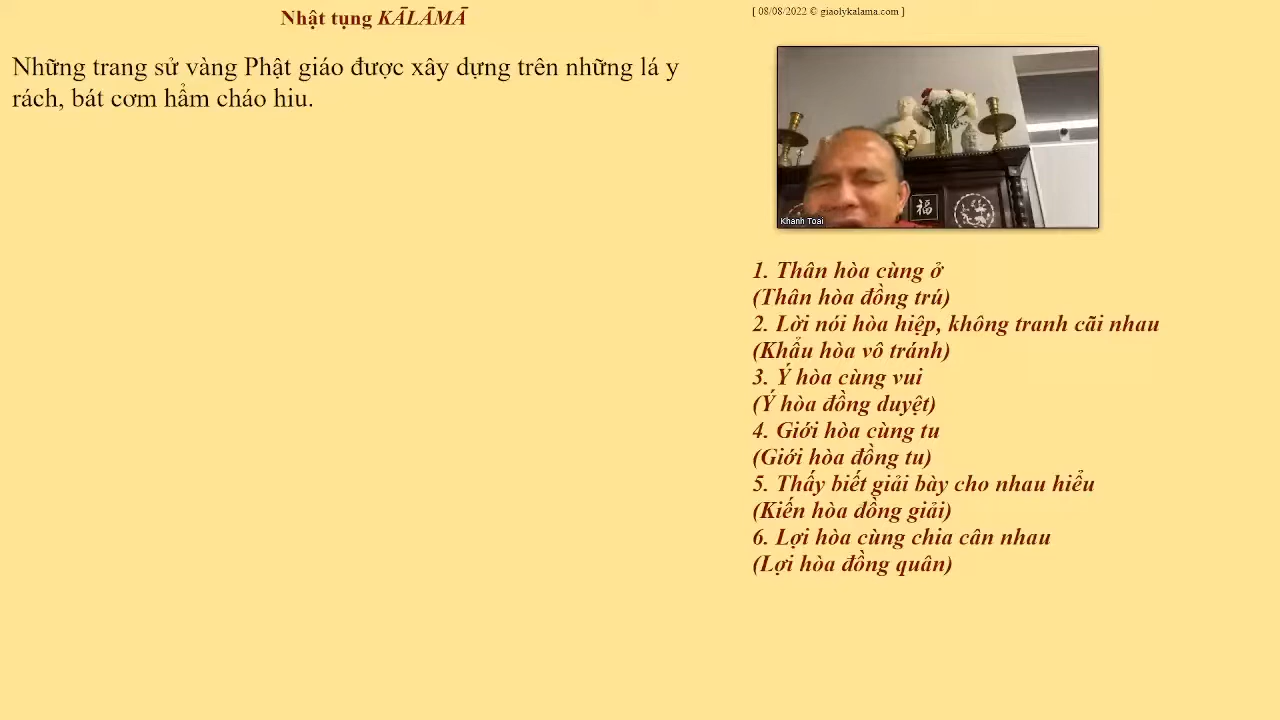 Nhật tụng KĀLĀMĀ
Những trang sử vàng Phật giáo được xây dựng trên những lá y
rách, bát cơm hẩm cháo hiu.
[ 08/08/2022 © giaolykalama.com ]
福
Khanh Toai
1. Thân hòa cùng ở
(Thân hòa đồng trú)
2. Lời nói hòa hiệp, không tranh cãi nhau
(Khẩu hòa vô tránh)
3. Ý hòa cùng vui
(Ý hòa đồng duyệt)
4. Giới hòa cùng tu
(Giới hòa đồng tu)
5. Thấy biết giải bày cho nhau hiểu
(Kiến hòa dồng giải)
6. Lợi hòa cùng chia cân nhau
(Lợi hòa đồng quân)